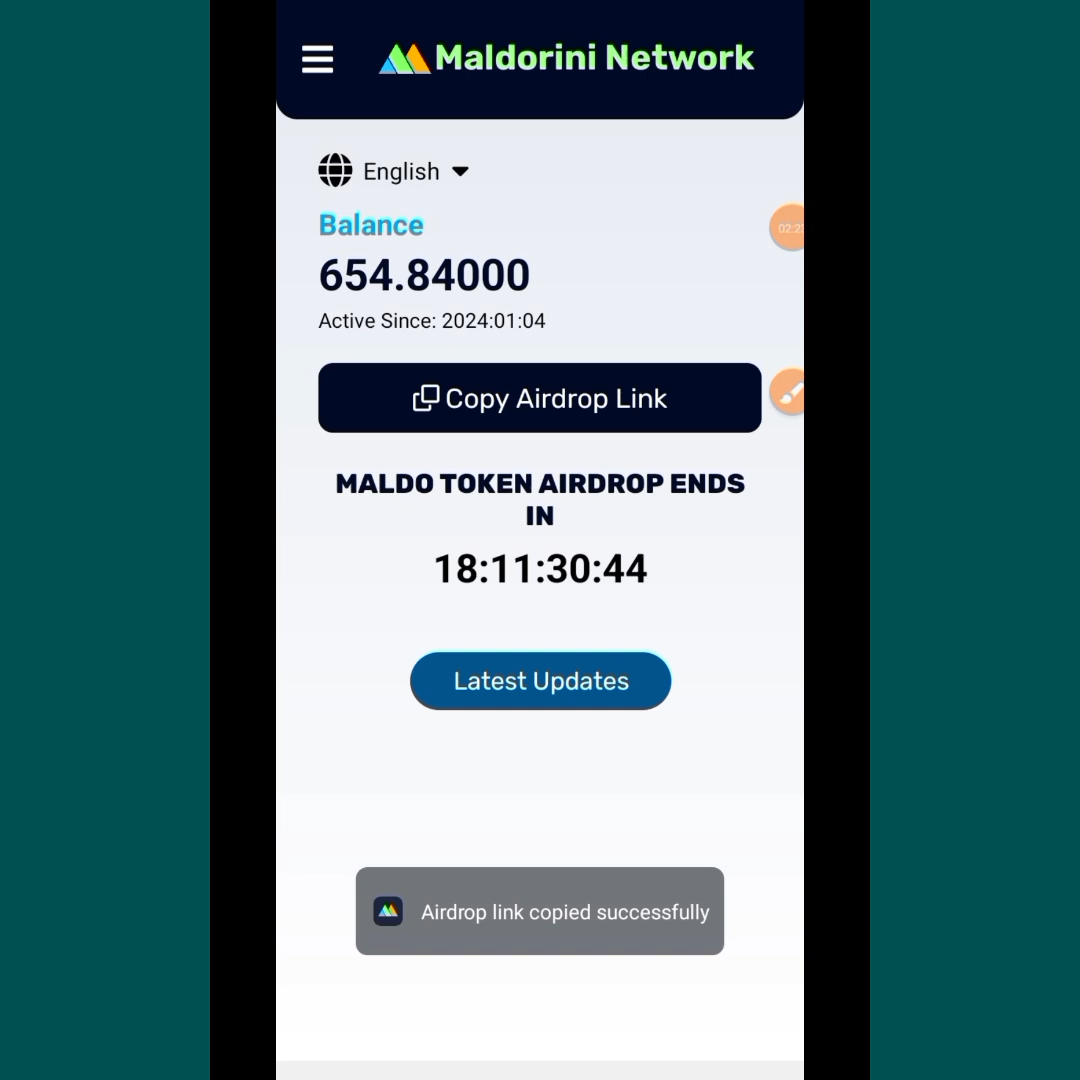 Maldorini Network
English
Balance
654.84000
Active Since: 2024:01:04
Copy Airdrop Link
MALDO TOKEN AIRDROP ENDS
IN
18:11:30:44
Latest Updates
Airdrop link copied successfully